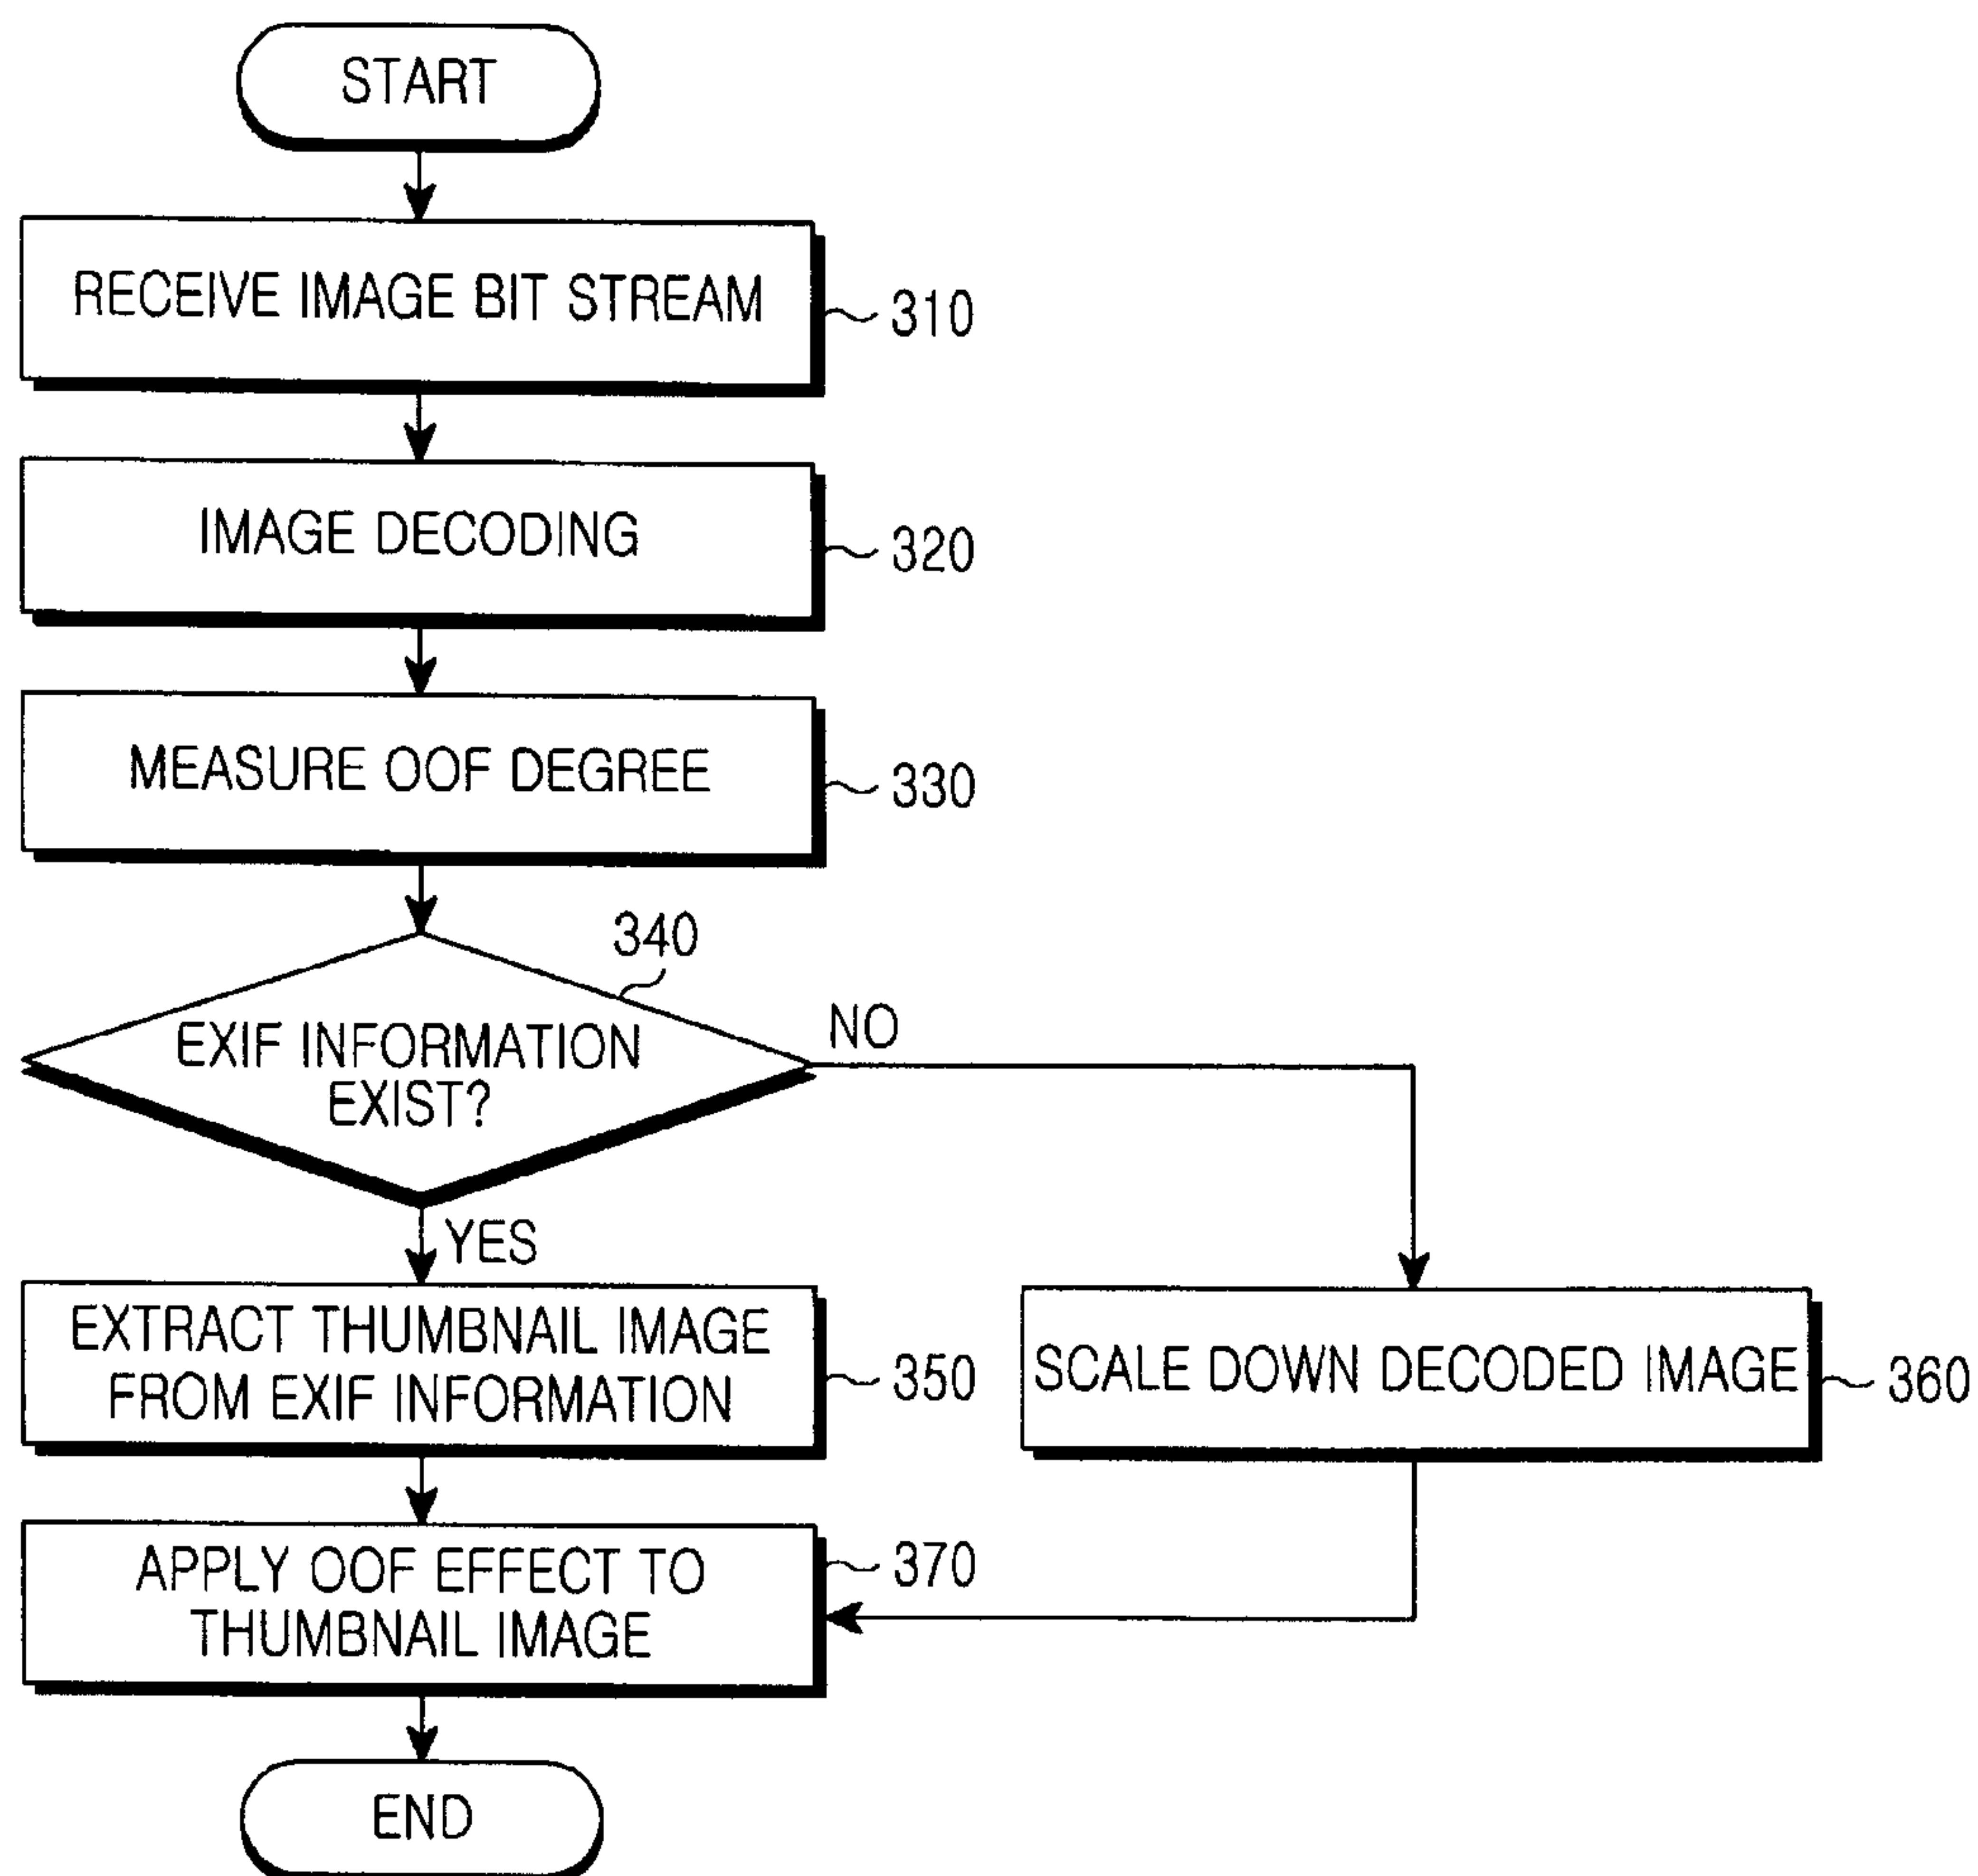 START
RECEIVE IMAGE BIT STREAM
310
IMAGE DECODING
320
MEASURE OOF DEGREE
330
340
EXIF INFORMATION
EXIST?
NO
YES
EXTRACT THUMBNAIL IMAGE
FROM EXIF INFORMATION
350
SCALE DOWN DECODED IMAGE
360
APPLY OOF EFFECT TO
THUMBNAIL IMAGE
370
END